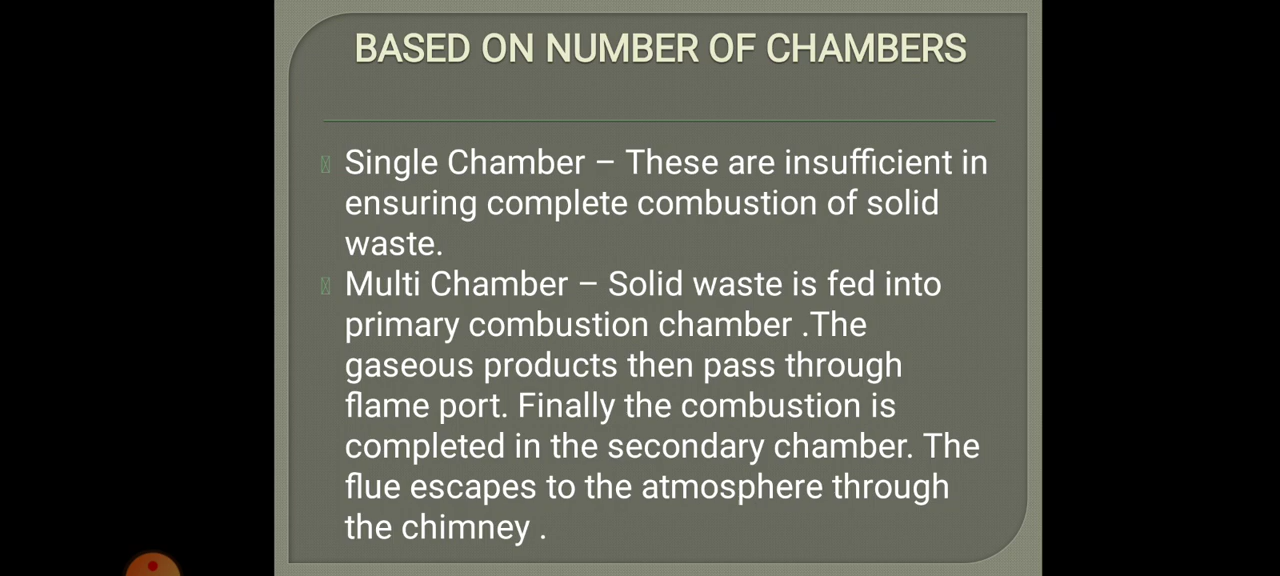 BASED ON NUMBER OF CHAMBERS
Single Chamber – These are insufficient in
ensuring complete combustion of solid
waste.
Multi Chamber – Solid waste is fed into
primary combustion chamber .The
gaseous products then pass through
flame port. Finally the combustion is
completed in the secondary chamber. The
flue escapes to the atmosphere through
the chimney .